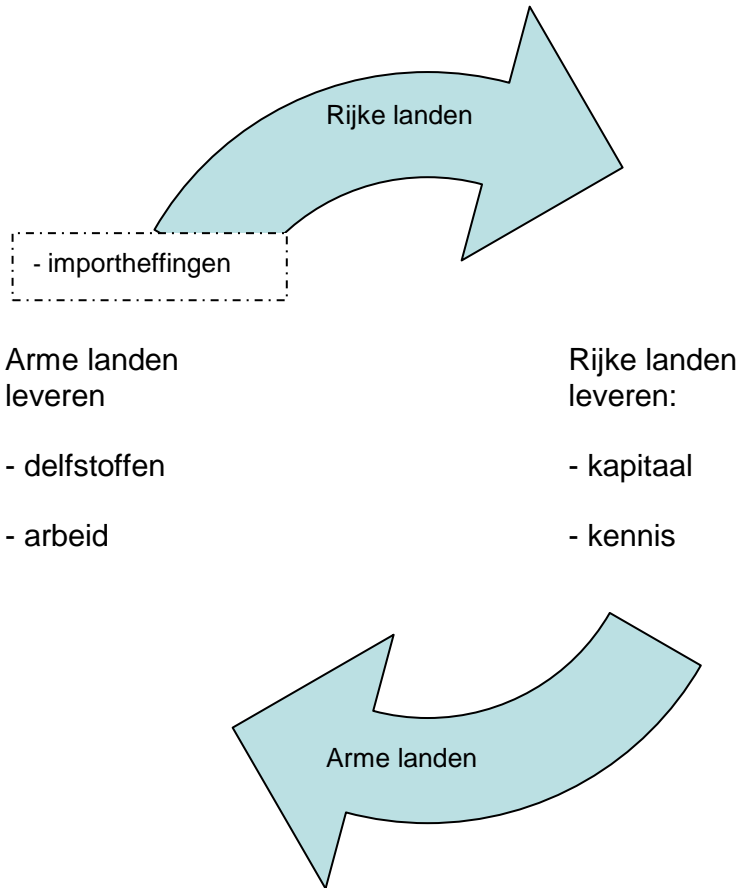 Rijke landen
- importheffingen
Arme landen
leveren
- delfstoffen
- arbeid
Rijke landen
leveren:
- kapitaal
- kennis
Arme landen